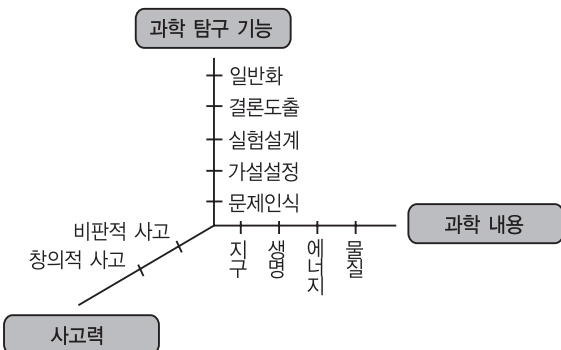 과학 탐구 기능
일반화
결론도출
실험설계
가설설정
문제인식
비판적 사고
창의적 사고
지구
생명
에너지
물질
과학 내용
사고력